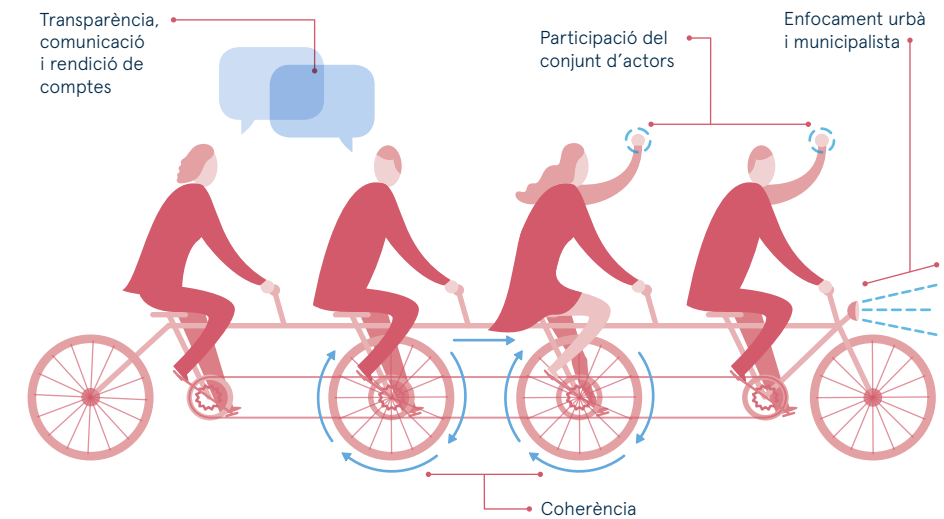 Transparència,
comunicació
i rendició de
comptes
Participació del
conjunt d’actors
Enfocament urbà
i municipalista
Coherència